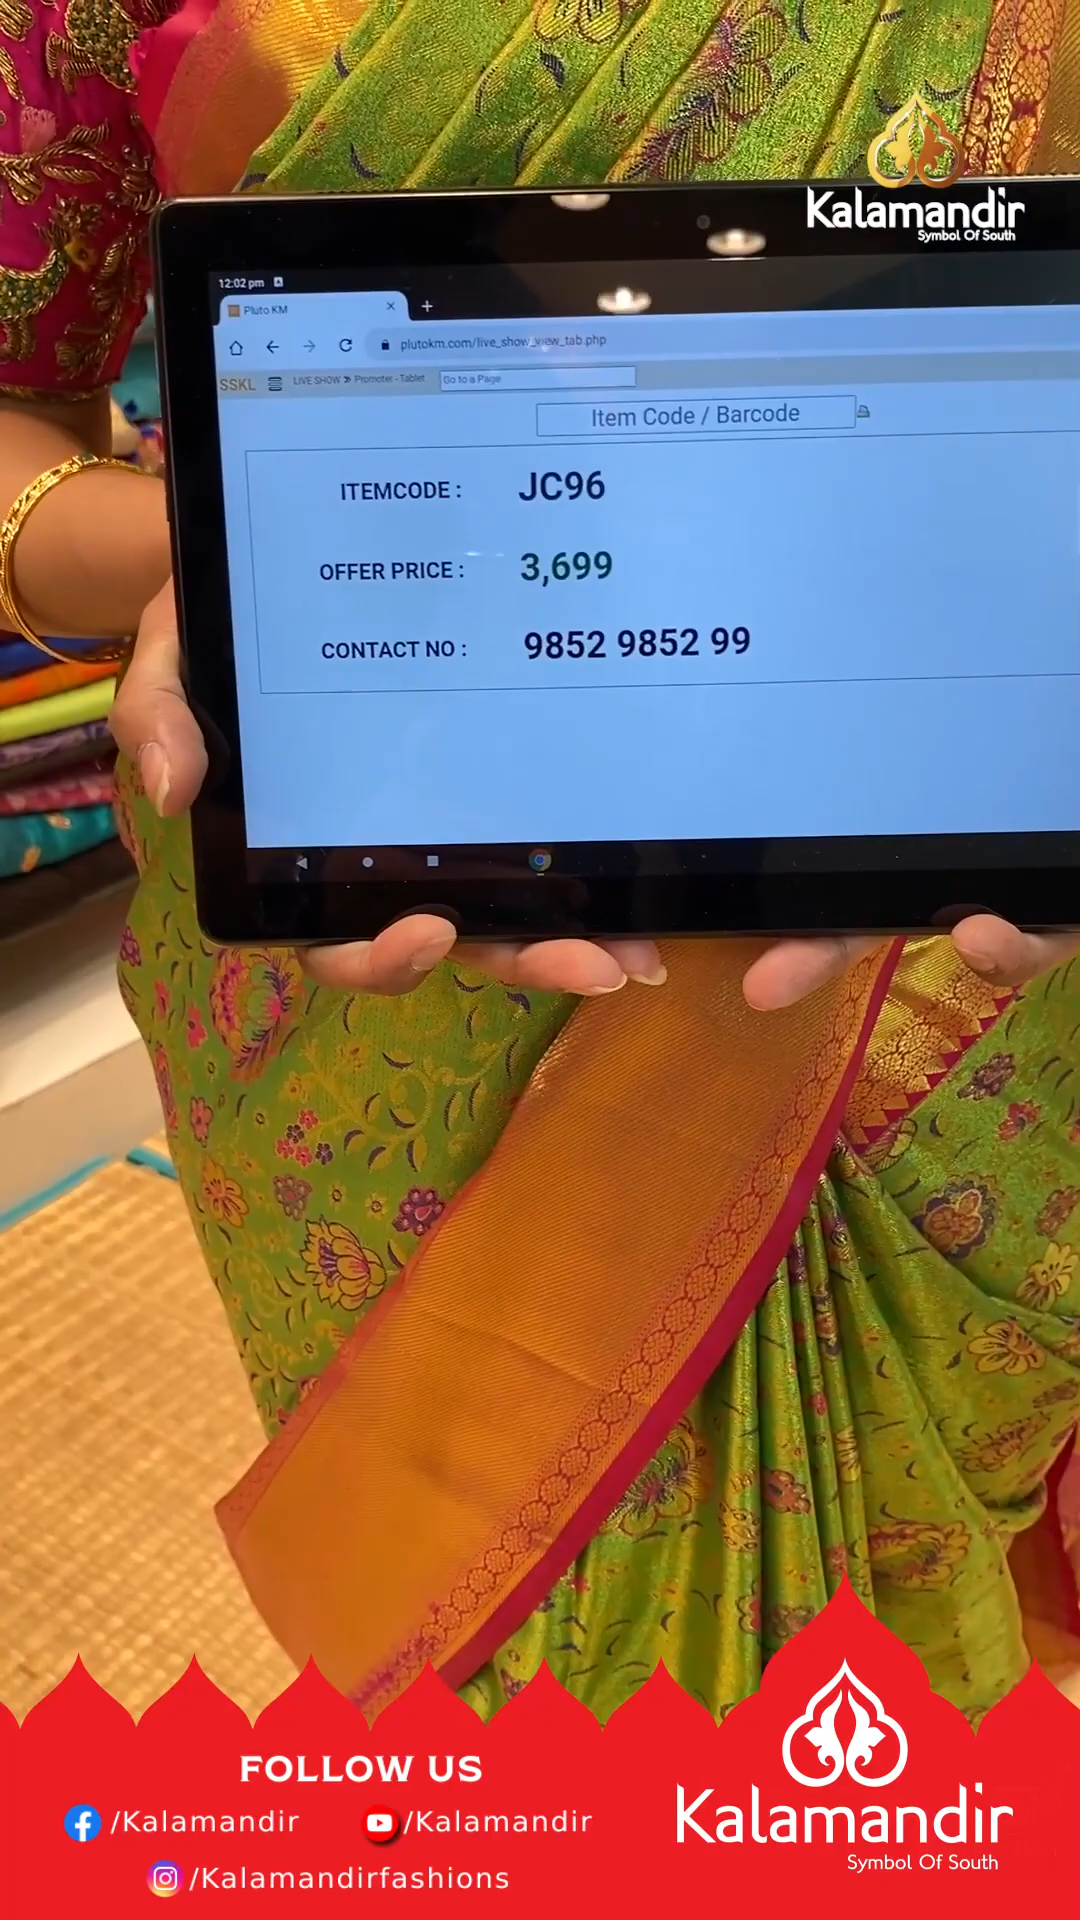 Kalamandir
Symbol Of South
12:02 pm
Pluto KM
plutokm.com/live_show_view_tab.php
SSKL
LIVE SHOW » Promoter - Tablet
Go to a Page
Item Code / Barcode
ITEMCODE : JC96
OFFER PRICE : 3,699
CONTACT NO : 9852 9852 99
FOLLOW US
/Kalamandir
/Kalamandir
/Kalamandirfashions
Kalamandir
Symbol Of South